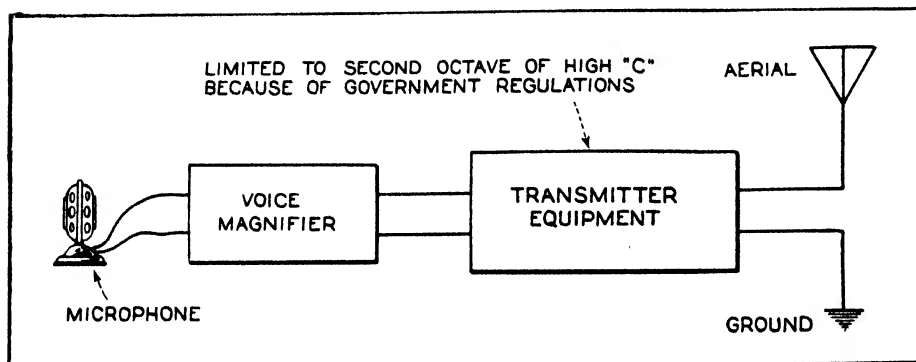 LIMITED TO SECOND OCTAVE OF HIGH "C"
BECAUSE OF GOVERNMENT REGULATIONS
AERIAL
VOICE
MAGNIFIER
TRANSMITTER
EQUIPMENT
MICROPHONE
GROUND